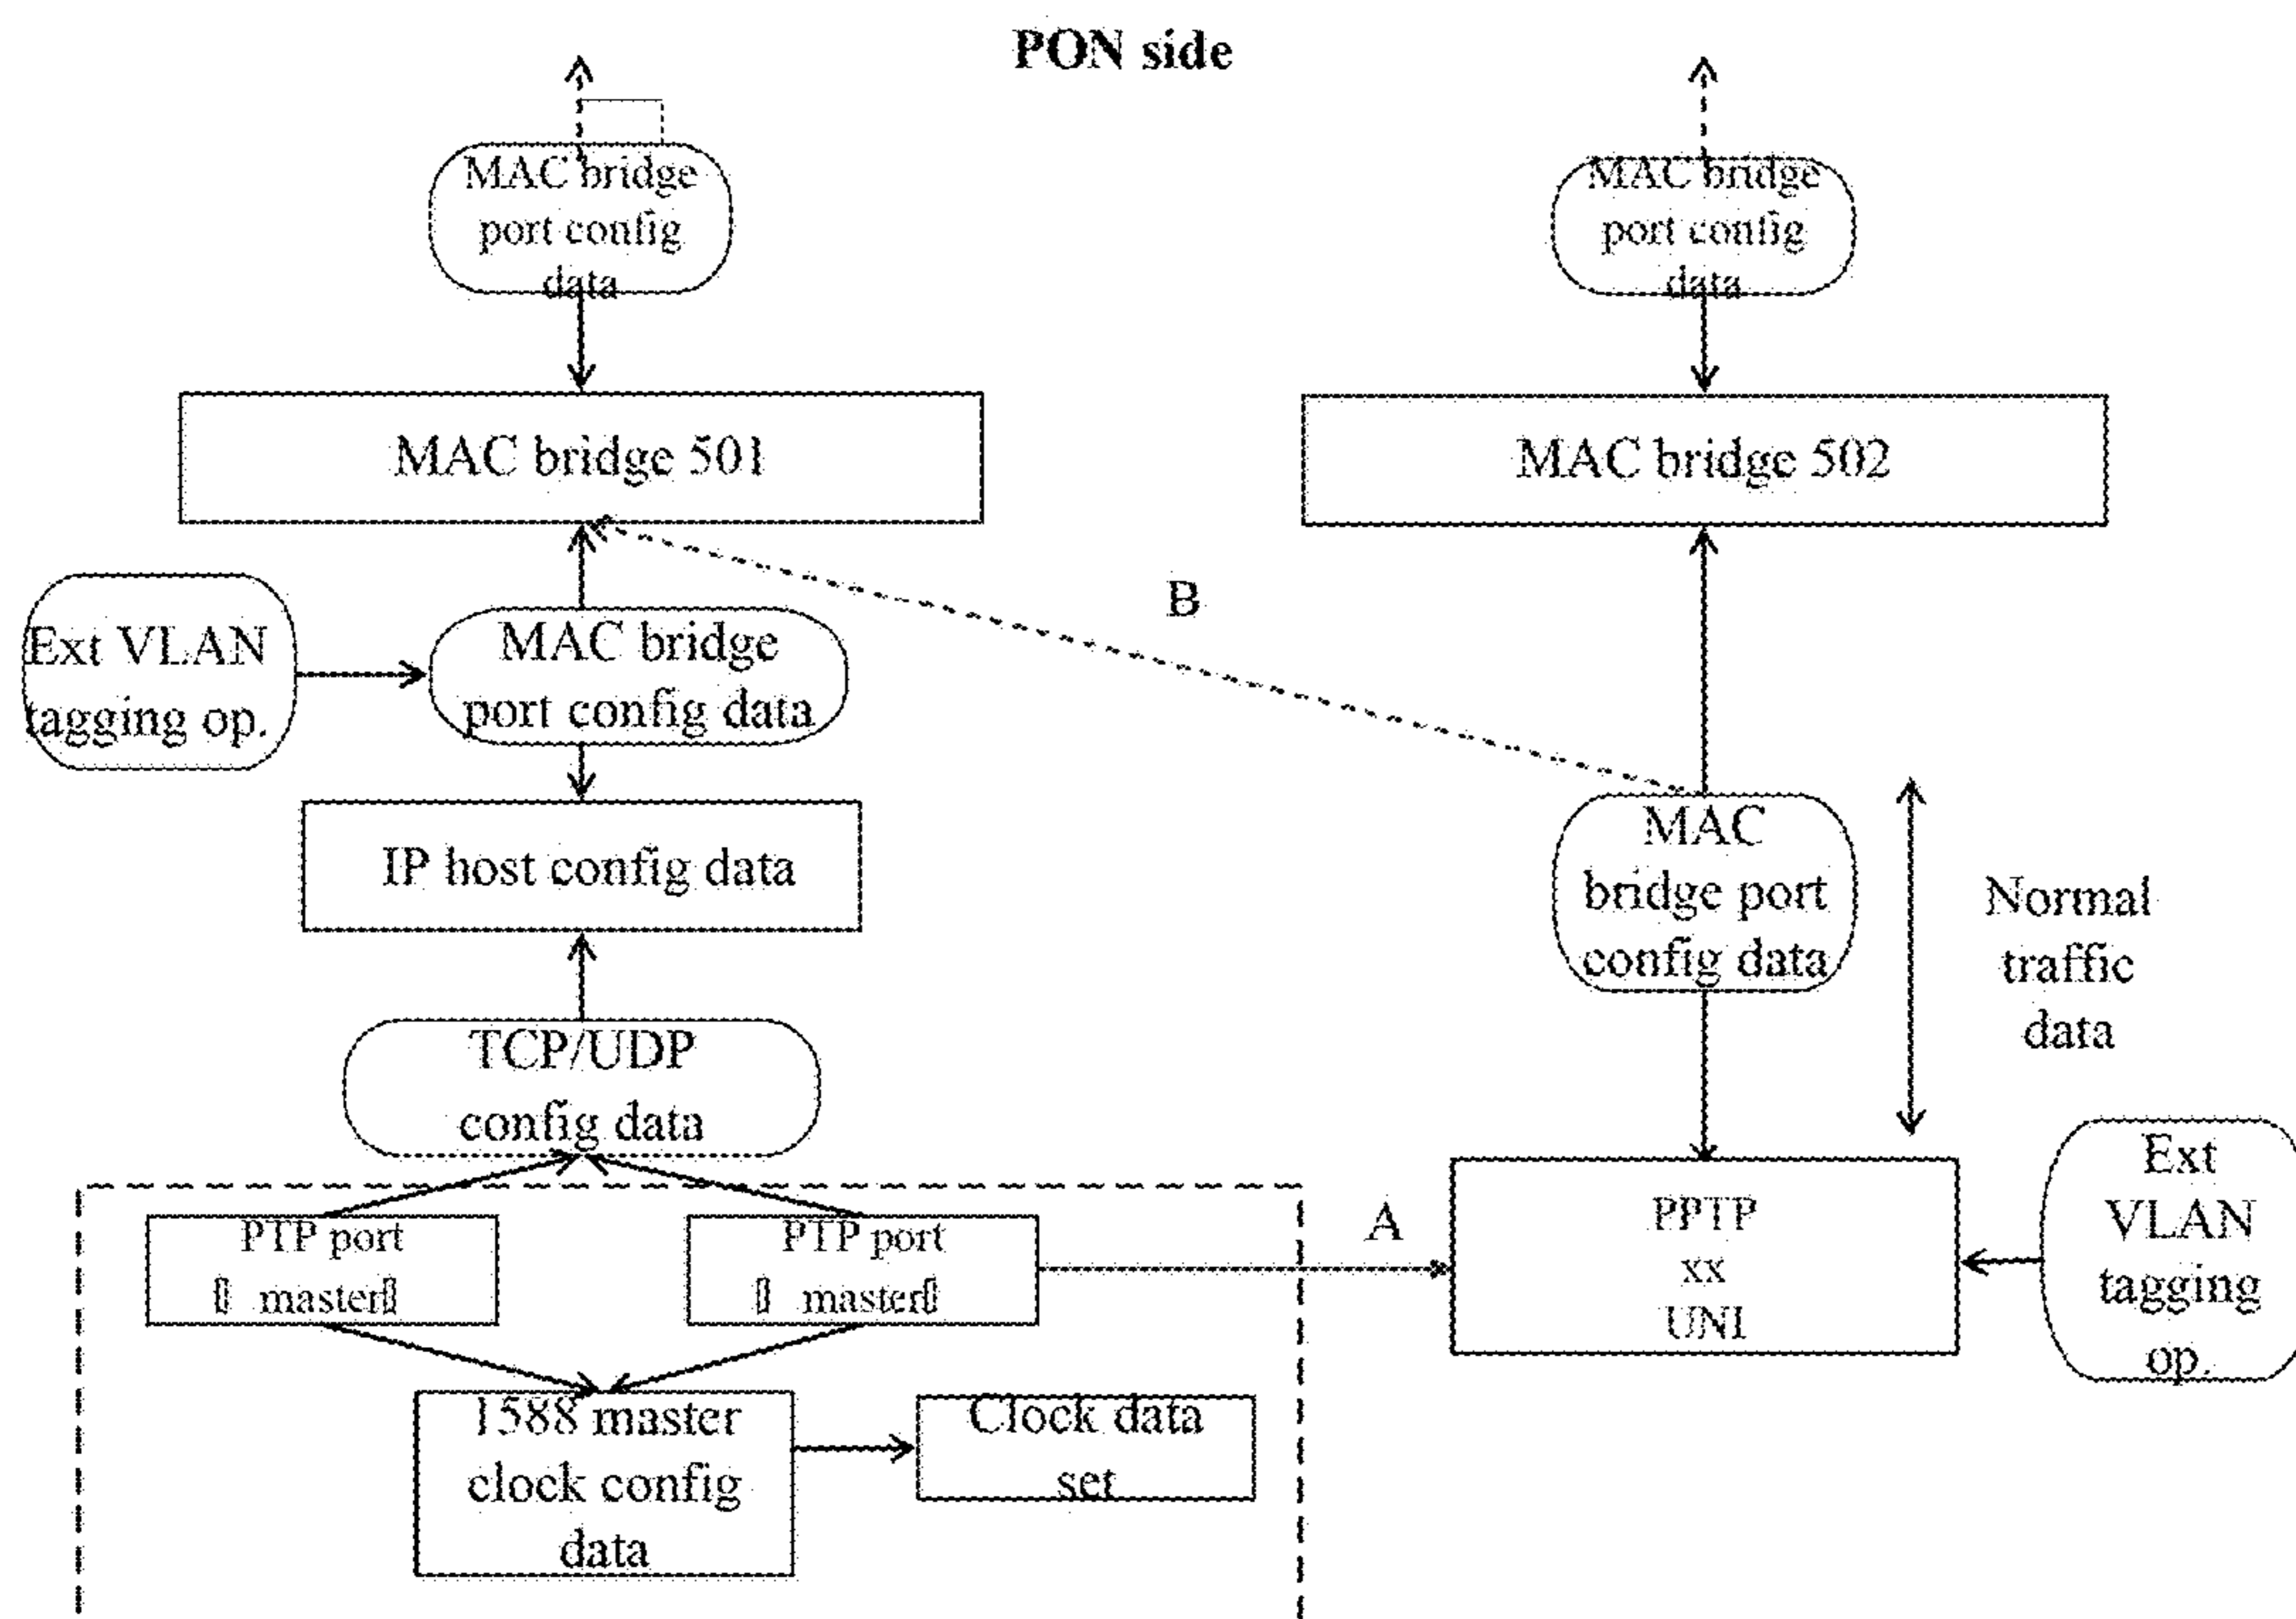 PON side
MAC bridge
port config
data
MAC bridge
port config
data
MAC bridge 501
MAC bridge 502
B
Ext VLAN
tagging op.
MAC bridge
port config data
IP host config data
MAC
bridge port
config data
Normal
traffic
data
TCP/UDP
config data
PTP port
master
PTP port
master
A
PPTP
xx
UNI
Ext
VLAN
tagging
op.
1588 master
clock config
data
Clock data
set